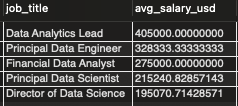 job_title avg_salary_usd
Data Analytics Lead 405000.00000000
Principal Data Engineer 328333.33333333
Financial Data Analyst 275000.00000000
Principal Data Scientist 215240.82857143
Director of Data Science 195070.71428571